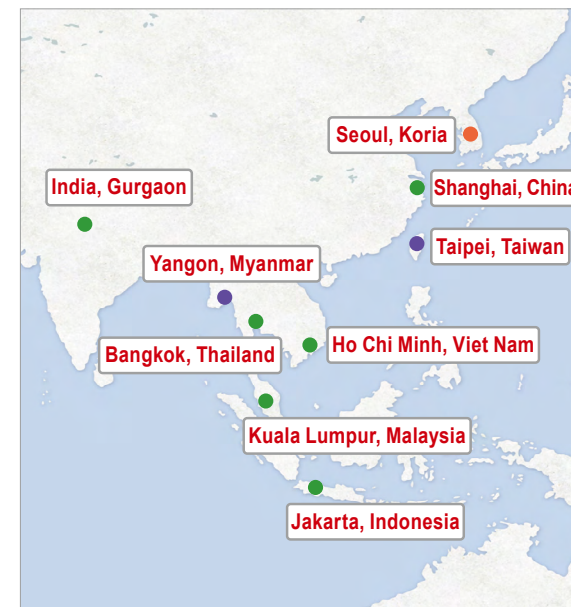 Seoul, Koria
India, Gurgaon
Shanghai, China
Taipei, Taiwan
Yangon, Myanmar
Ho Chi Minh, Viet Nam
Bangkok, Thailand
Kuala Lumpur, Malaysia
Jakarta, Indonesia